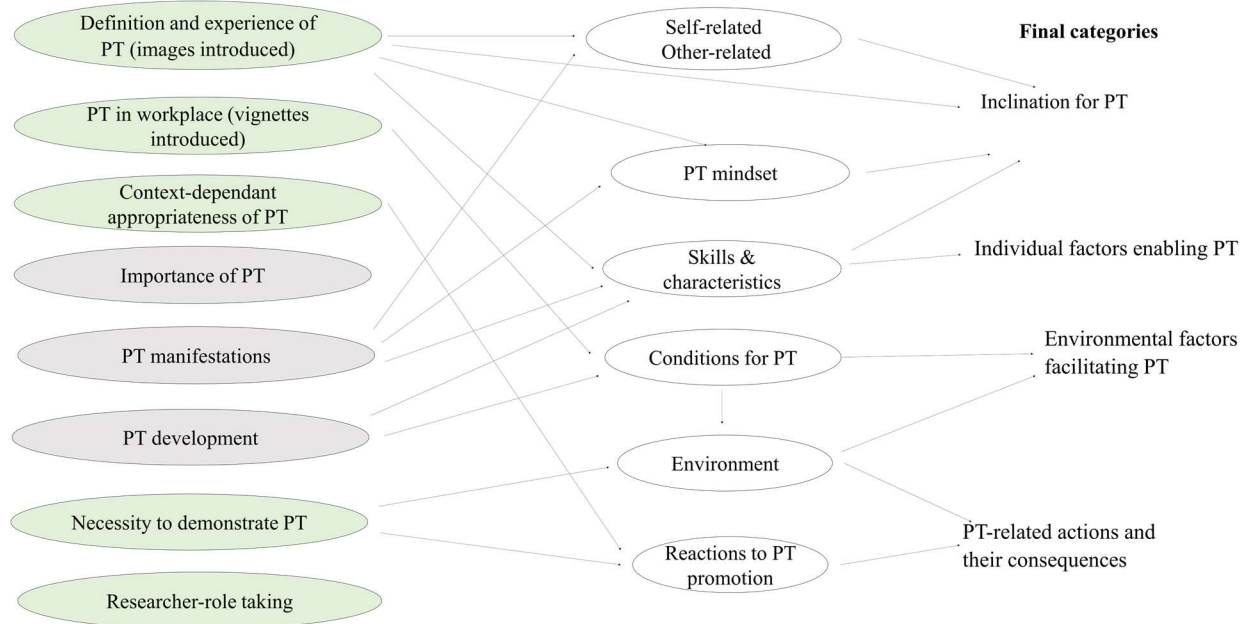 Definition and experience of
PT (images introduced)
PT in workplace (vignettes
introduced)
Context-dependant
appropriateness of PT
Importance of PT
PT manifestations
PT development
Necessity to demonstrate PT
Researcher-role taking
Self-related
Other-related
PT mindset
Skills &
characteristics
Conditions for PT
Environment
Reactions to PT
promotion
Final categories
Inclination for PT
Individual factors enabling PT
Environmental factors
facilitating PT
PT-related actions and
their consequences